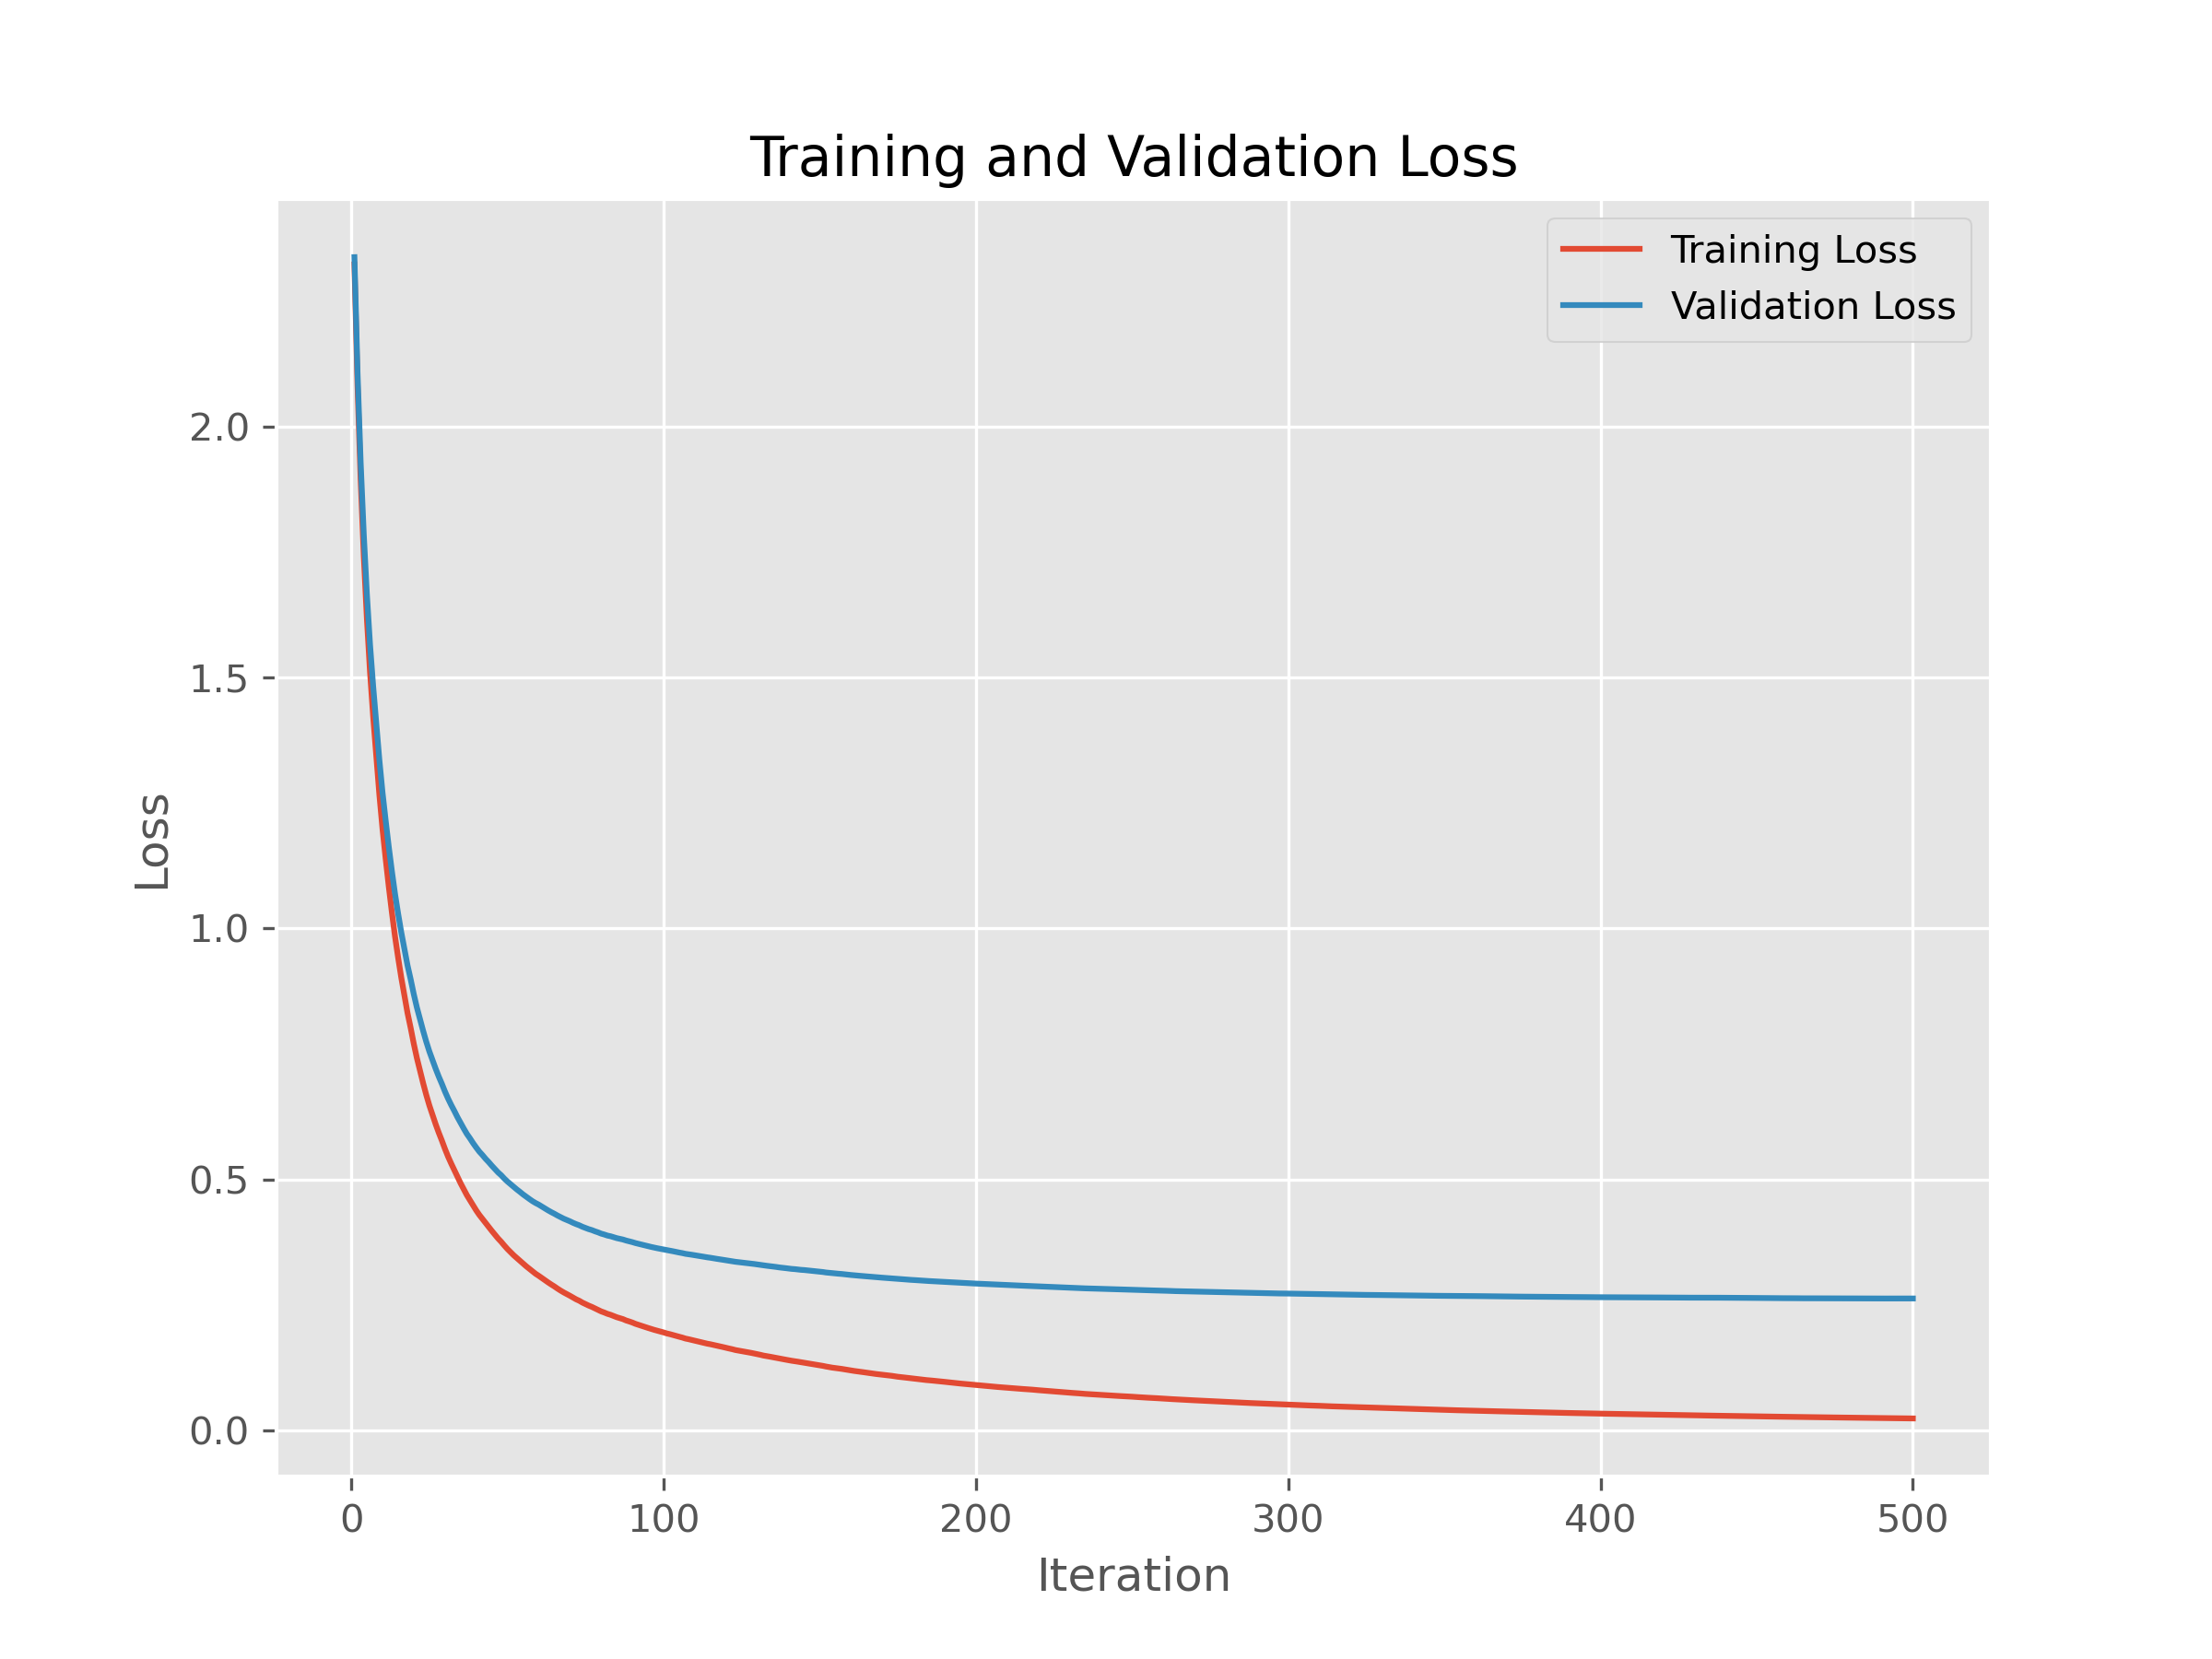 Training and Validation Loss
Training Loss
Validation Loss
2.0
1.5
1.0
0.5
0.0
Loss
0 100 200 300 400 500
Iteration